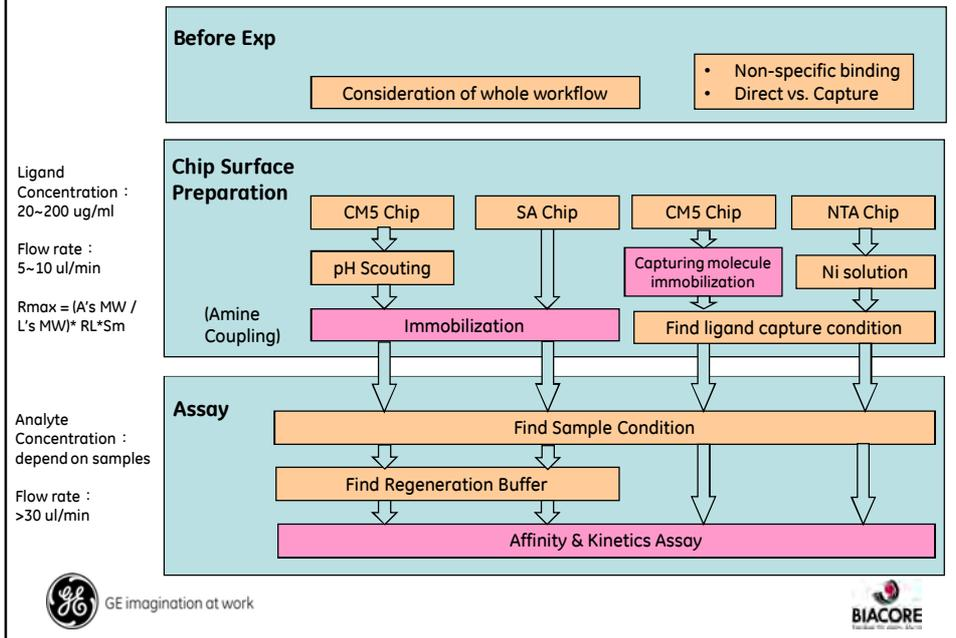 Before Exp
Consideration of whole workflow
• Non-specific binding
• Direct vs. Capture
Ligand
Concentration：
20~200 ug/ml
Flow rate：
5~10 ul/min
Rmax = (A's MW /
L's MW)* RL*Sm
Chip Surface
Preparation
CM5 Chip
SA Chip
CM5 Chip
NTA Chip
pH Scouting
Capturing molecule
immobilization
Ni solution
(Amine
Coupling)
Immobilization
Find ligand capture condition
Analyte
Concentration：
depend on samples
Flow rate：
>30 ul/min
Assay
Find Sample Condition
Find Regeneration Buffer
Affinity & Kinetics Assay
GE imagination at work
BIACORE